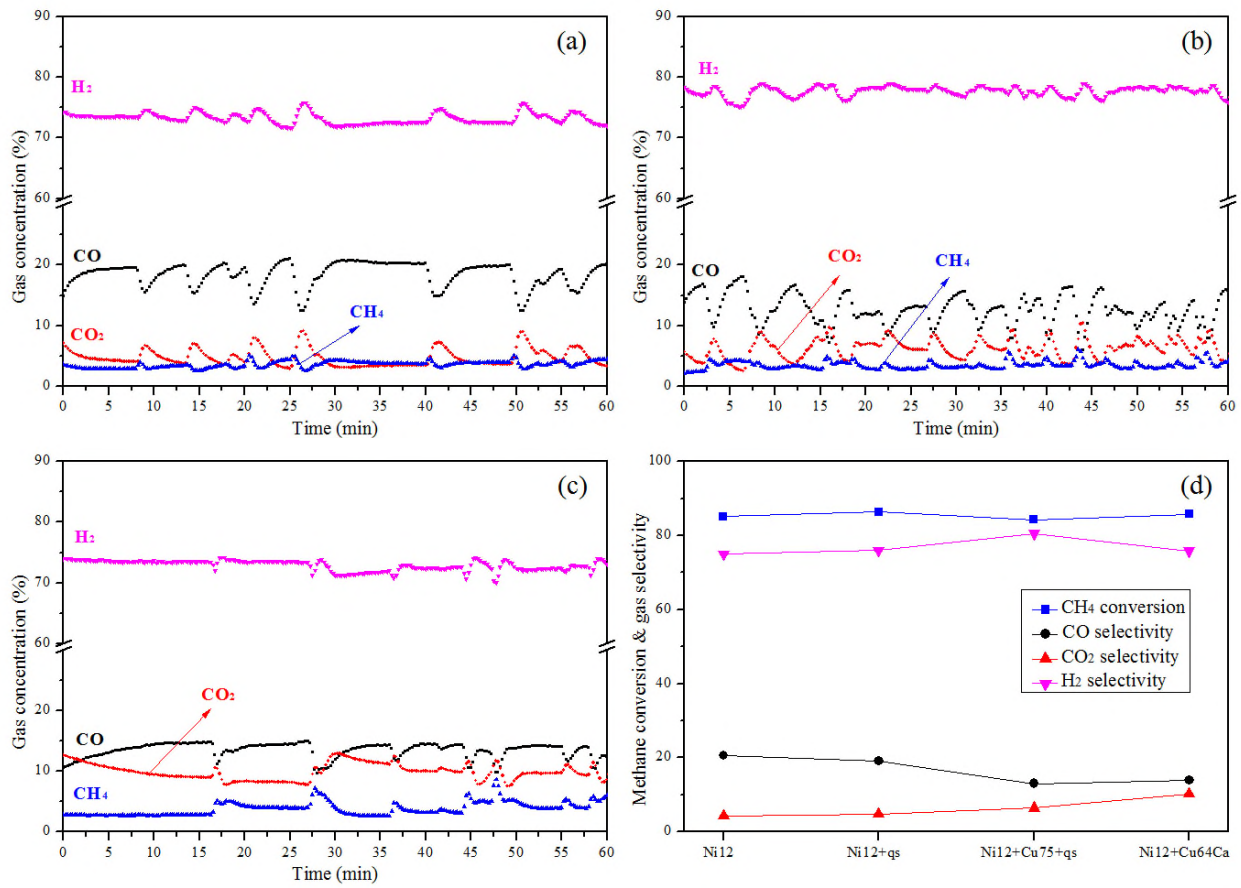 (a)
H2
CO
CO2
CH4
90
80
70
60
30
20
10
0
0 5 10 15 20 25 30 35 40 45 50 55 60
Time (min)
Gas concentration (%)
(b)
H2
CO
CO2
CH4
90
80
70
60
30
20
10
0
0 5 10 15 20 25 30 35 40 45 50 55 60
Time (min)
Gas concentration (%)
(c)
H2
CO2
CO
CH4
90
80
70
60
30
20
10
0
0 5 10 15 20 25 30 35 40 45 50 55 60
Time (min)
Gas concentration (%)
(d)
100
80
60
40
20
0
CH4 conversion
CO selectivity
CO2 selectivity
H2 selectivity
Ni12 Ni12+qs Ni12+Cu75+qs Ni12+Cu64Ca
Methane conversion & gas selectivity